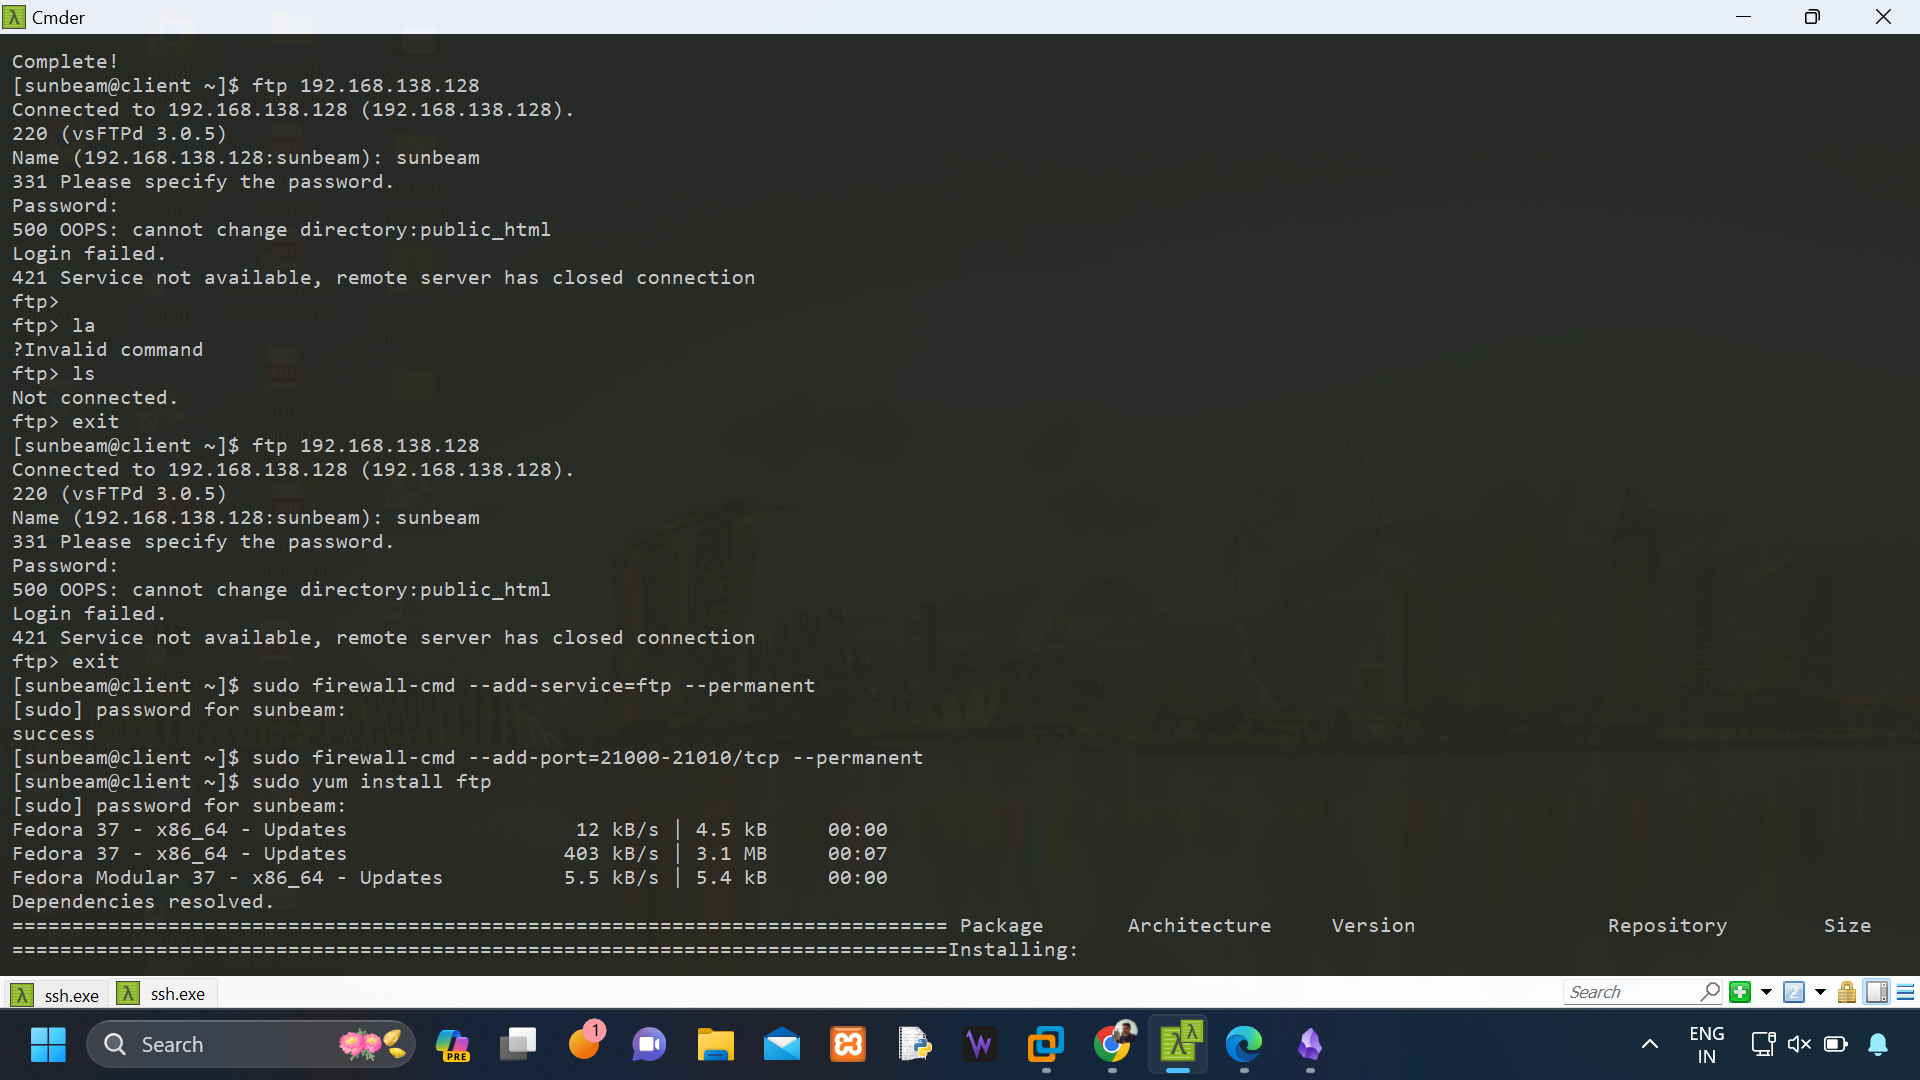 Cmder
Complete!
[sunbeam@client ~]$ ftp 192.168.138.128
Connected to 192.168.138.128 (192.168.138.128).
220 (vsFTPd 3.0.5)
Name (192.168.138.128:sunbeam): sunbeam
331 Please specify the password.
Password:
500 OOPS: cannot change directory:public_html
Login failed.
421 Service not available, remote server has closed connection
ftp>
ftp> la
?Invalid command
ftp> ls
Not connected.
ftp> exit
[sunbeam@client ~]$ ftp 192.168.138.128
Connected to 192.168.138.128 (192.168.138.128).
220 (vsFTPd 3.0.5)
Name (192.168.138.128:sunbeam): sunbeam
331 Please specify the password.
Password:
500 OOPS: cannot change directory:public_html
Login failed.
421 Service not available, remote server has closed connection
ftp> exit
[sunbeam@client ~]$ sudo firewall-cmd --add-service=ftp --permanent
[sudo] password for sunbeam:
success
[sunbeam@client ~]$ sudo firewall-cmd --add-port=21000-21010/tcp --permanent
[sunbeam@client ~]$ sudo yum install ftp
[sudo] password for sunbeam:
Fedora 37 - x86_64 - Updates 12 kB/s | 4.5 kB 00:00
Fedora 37 - x86_64 - Updates 403 kB/s | 3.1 MB 00:07
Fedora Modular 37 - x86_64 - Updates 5.5 kB/s | 5.4 kB 00:00
Dependencies resolved.
============================================================================== Package Architecture Version Repository Size
==============================================================================Installing:
ssh.exe ssh.exe Search
Search PRE 1 ENG
IN